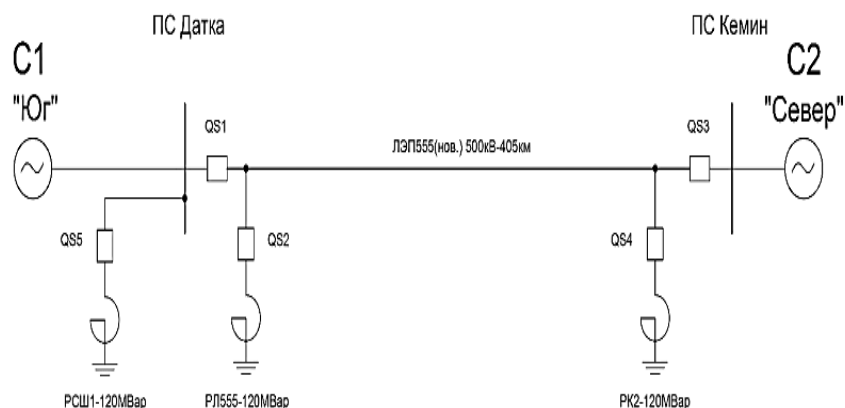 ПС Датка
ПС Кемин
С1
"Юг"
С2
"Север"
QS1
ЛЭП555(нов.) 500кВ-405км
QS3
QS5
QS2
QS4
РСШ1-120МВар
РЛ555-120МВар
РК2-120МВар